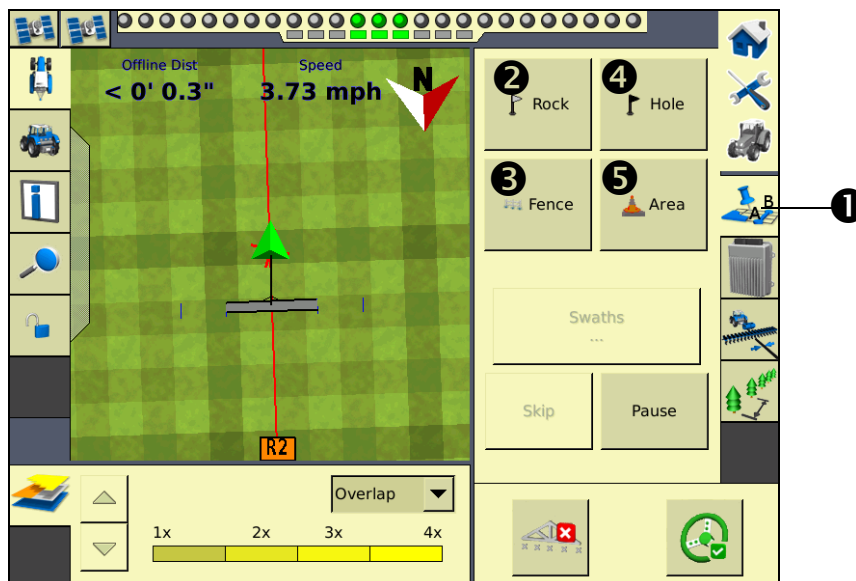 Offline Dist
Speed
< 0' 0.3"
3.73 mph
N
R2
2
Rock
4
Hole
3
Fence
5
Area
A B
1
Swaths
...
Skip
Pause
Overlap
1x 2x 3x 4x